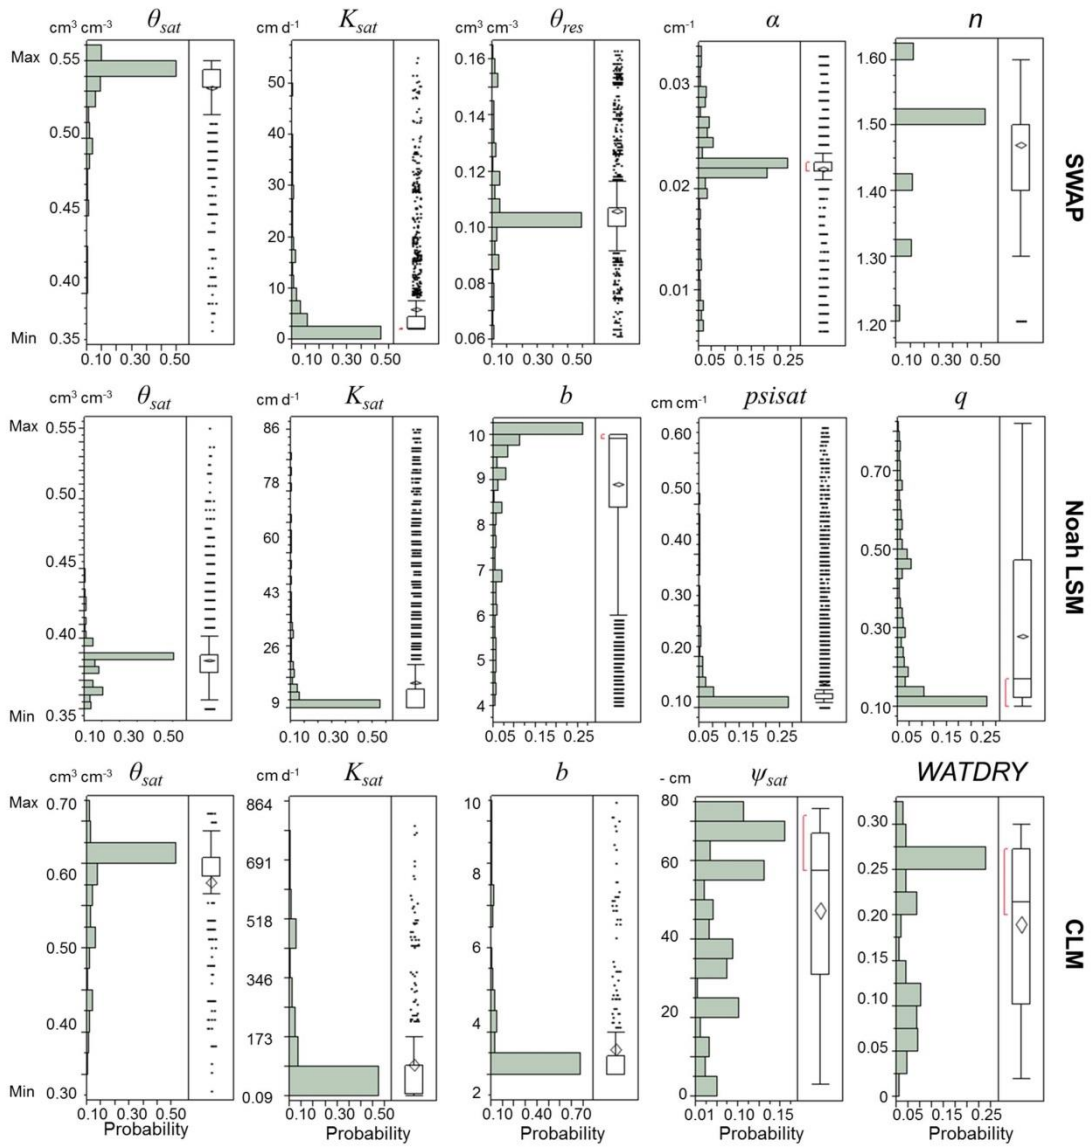 θsat Ksat θres α n
cm³ cm⁻³ cm d⁻¹ cm³ cm⁻³ cm⁻¹
Max 0.55 0.50 0.45 0.40 0.35 Min
50 40 30 20 10 0
0.16 0.14 0.12 0.10 0.08 0.06
0.03 0.02 0.01
1.60 1.50 1.40 1.30 1.20
SWAP
0.10 0.30 0.50 0.10 0.30 0.50 0.10 0.30 0.50 0.05 0.15 0.25 0.10 0.30 0.50
θsat Ksat b psisat q
cm³ cm⁻³ cm d⁻¹ cm cm⁻¹
Max 0.55 0.50 0.45 0.40 0.35 Min
86 78 60 43 26 9
10 9 8 7 6 5 4
0.60 0.50 0.40 0.30 0.20 0.10
0.70 0.50 0.30 0.10
Noah LSM
0.10 0.30 0.50 0.10 0.30 0.50 0.05 0.15 0.25 0.05 0.15 0.25 0.05 0.15 0.25
θsat Ksat b ψsat WATDRY
cm³ cm⁻³ cm d⁻¹ - cm
Max 0.70 0.60 0.50 0.40 0.30 Min
864 691 518 346 173 0.09
10 8 6 4 2
80 60 40 20 0
0.30 0.25 0.20 0.15 0.10 0.05 0
CLM
0.10 0.30 0.50 0.10 0.30 0.50 0.10 0.40 0.70 0.01 0.10 0.15 0.05 0.15 0.25
Probability Probability Probability Probability Probability